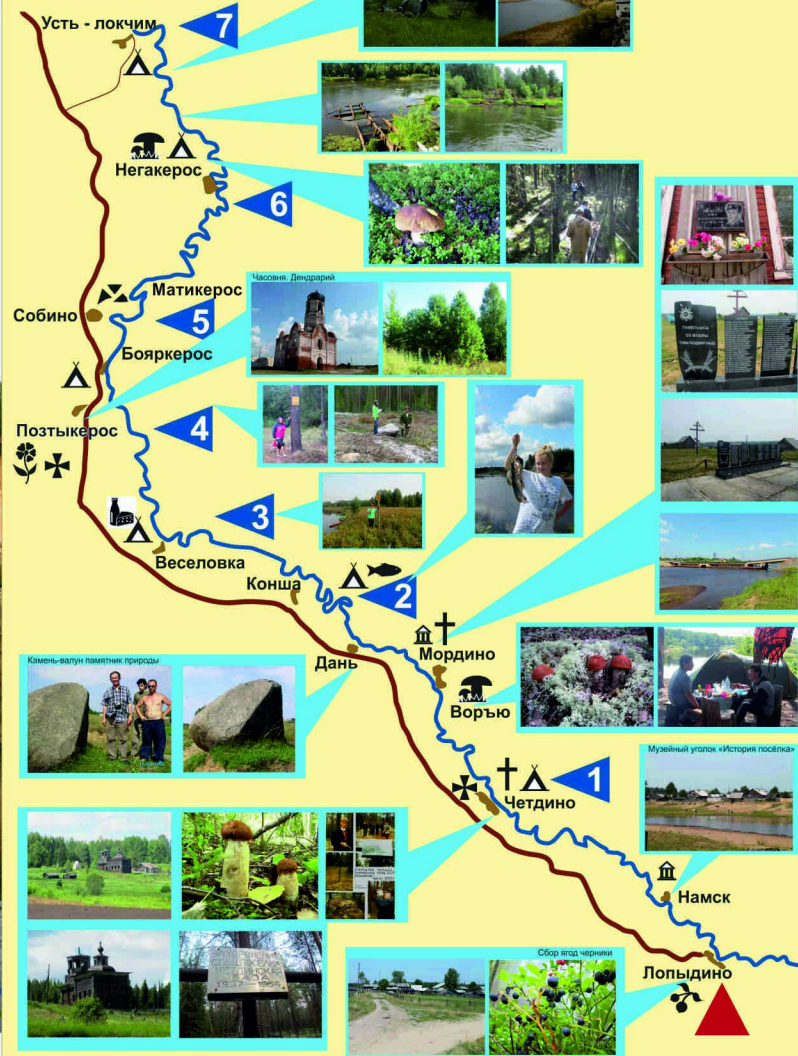 Усть - локчим
7
Негакерос
6
Матикерос
Собино
5
Часовня. Дендрарий
Бояркерос
Позтыкерос
4
3
Веселовка
Конша
2
Дань
Мордино
Камень-валун памятник природы
Воръю
Музейный уголок «История посёлка»
1
Четдино
Намск
Сбор ягод черники
Лопыдино